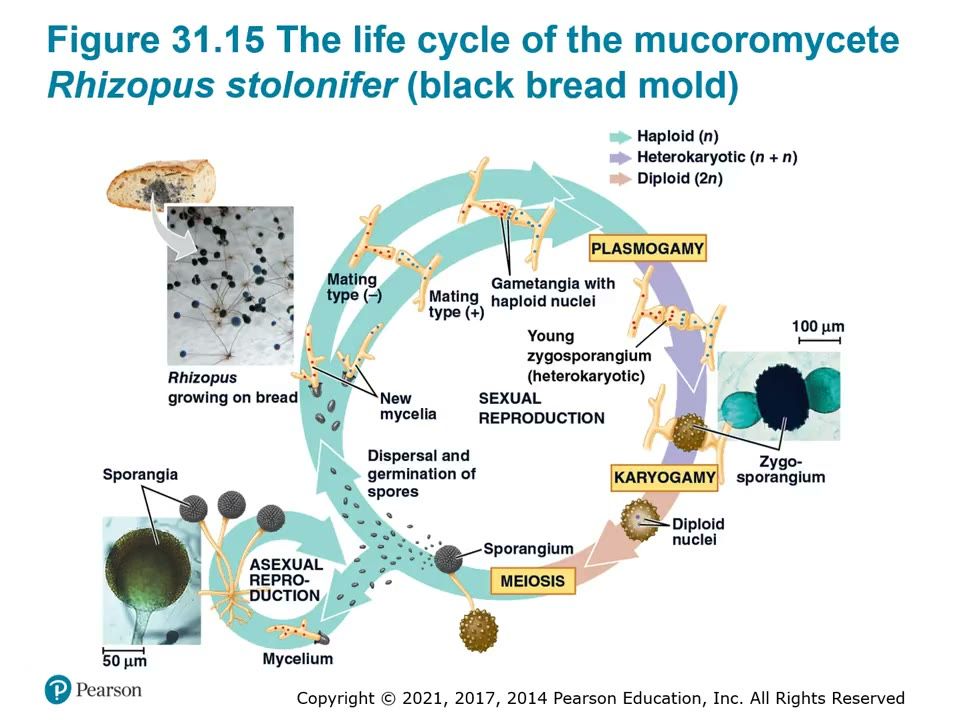 Figure 31.15 The life cycle of the mucoromycete
Rhizopus stolonifer (black bread mold)
Haploid (n)
Heterokaryotic (n + n)
Diploid (2n)
PLASMOGAMY
Mating
type (–)
Mating
type (+)
Gametangia with
haploid nuclei
Young
zygosporangium
(heterokaryotic)
100 μm
Rhizopus
growing on bread
New
mycelia
SEXUAL
REPRODUCTION
Dispersal and
germination of
spores
Zygo-
sporangium
KARYOGAMY
Sporangia
Diploid
nuclei
Sporangium
ASEXUAL
REPRO-
DUCTION
MEIOSIS
50 μm
Mycelium
P Pearson
Copyright © 2021, 2017, 2014 Pearson Education, Inc. All Rights Reserved